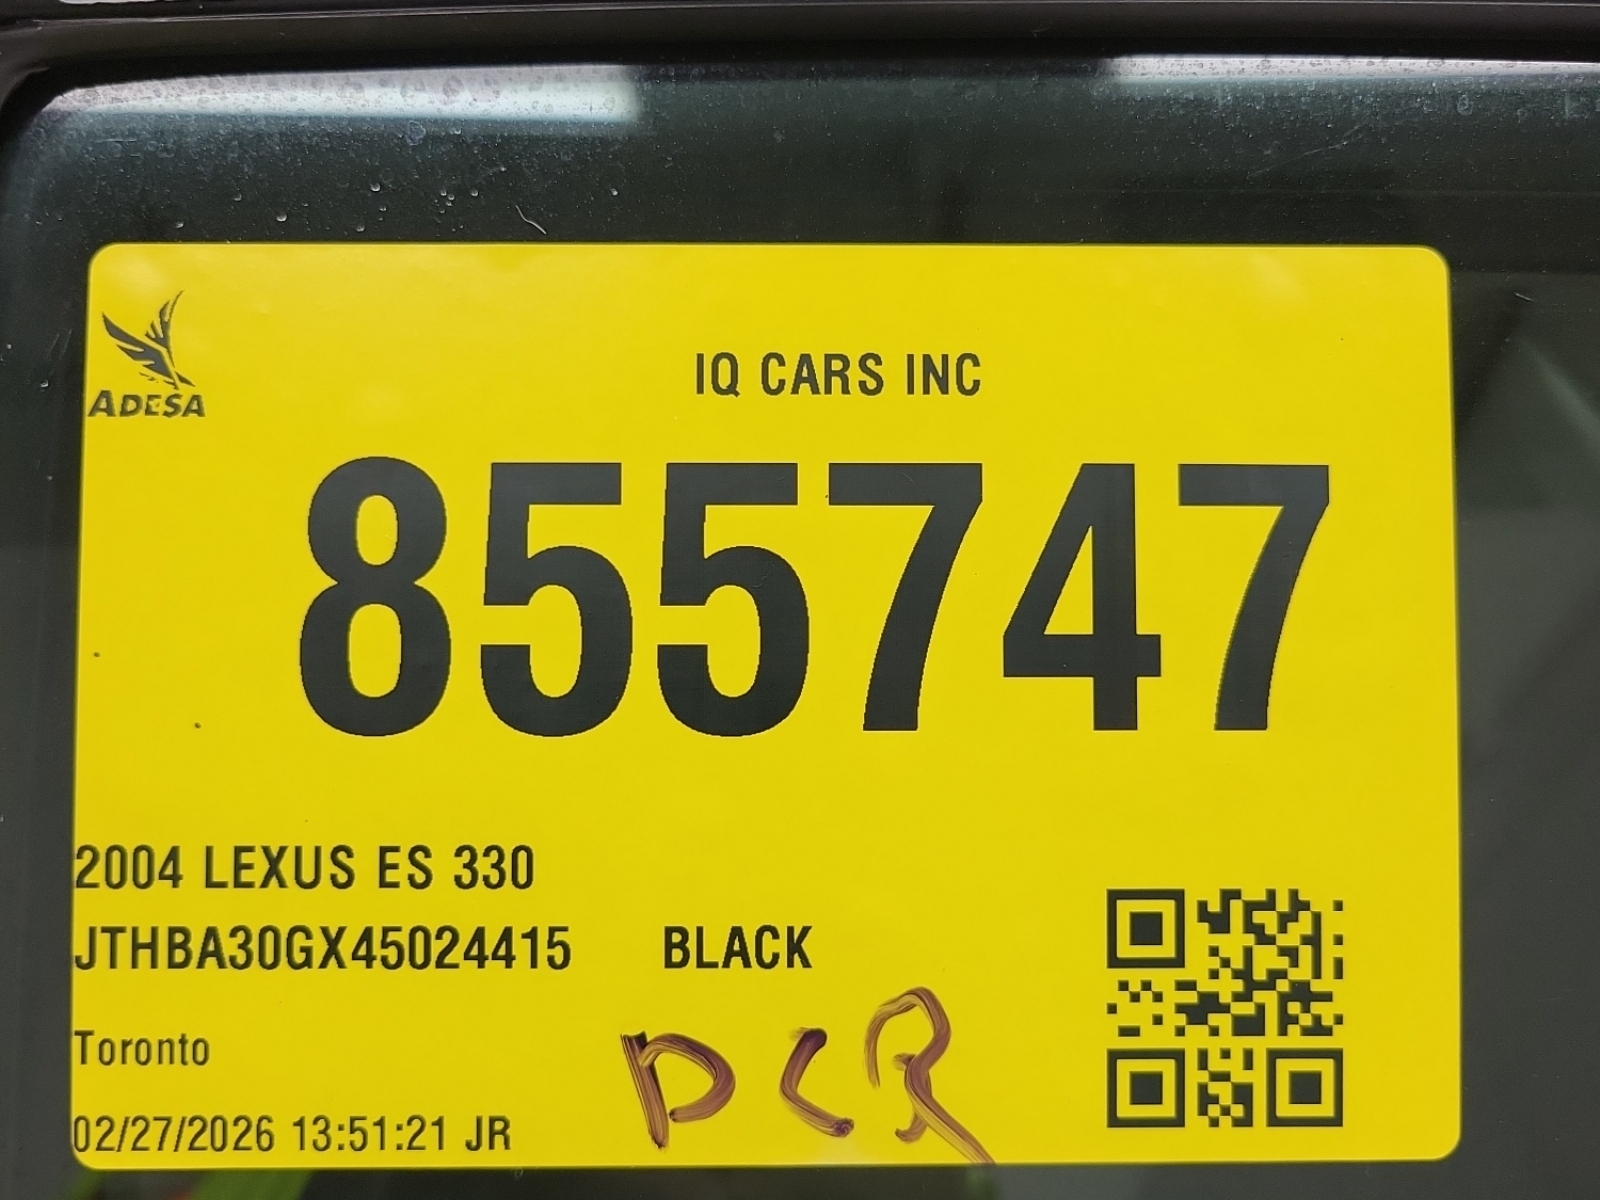 ADESA
IQ CARS INC
855747
2004 LEXUS ES 330
JTHBA30GX45024415 BLACK
Toronto
DCR
02/27/2026 13:51:21 JR